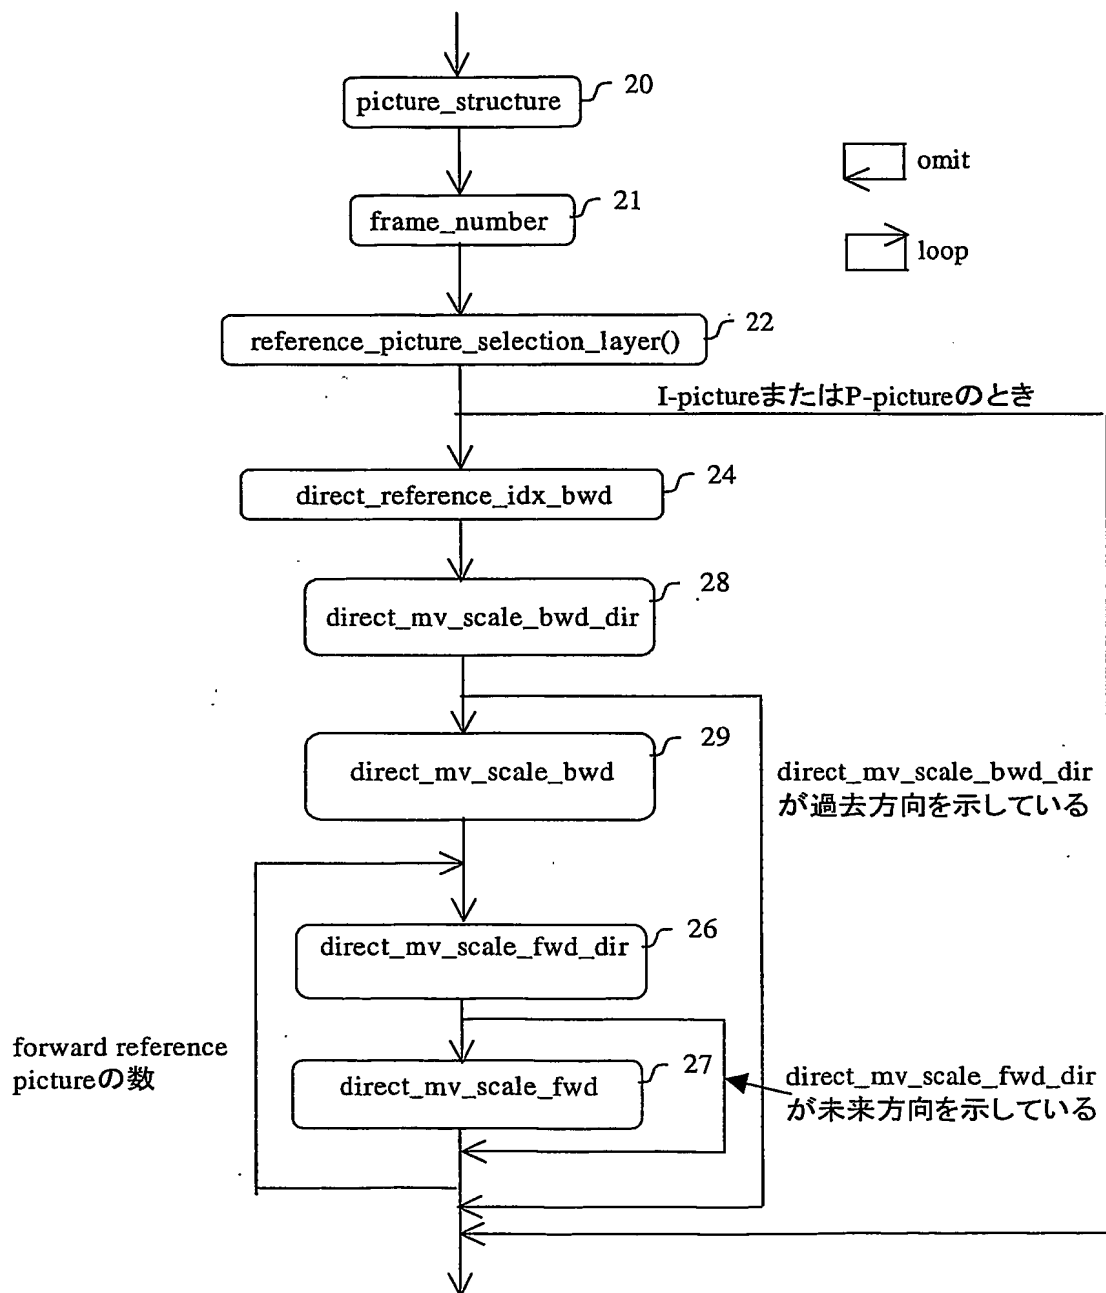 picture_structure
20
frame_number
21
omit
loop
reference_picture_selection_layer()
22
I-pictureまたはP-pictureのとき
direct_reference_idx_bwd
24
direct_mv_scale_bwd_dir
28
direct_mv_scale_bwd
29
direct_mv_scale_bwd_dir
が過去方向を示している
direct_mv_scale_fwd_dir
26
forward reference
pictureの数
direct_mv_scale_fwd
27
direct_mv_scale_fwd_dir
が未来方向を示している